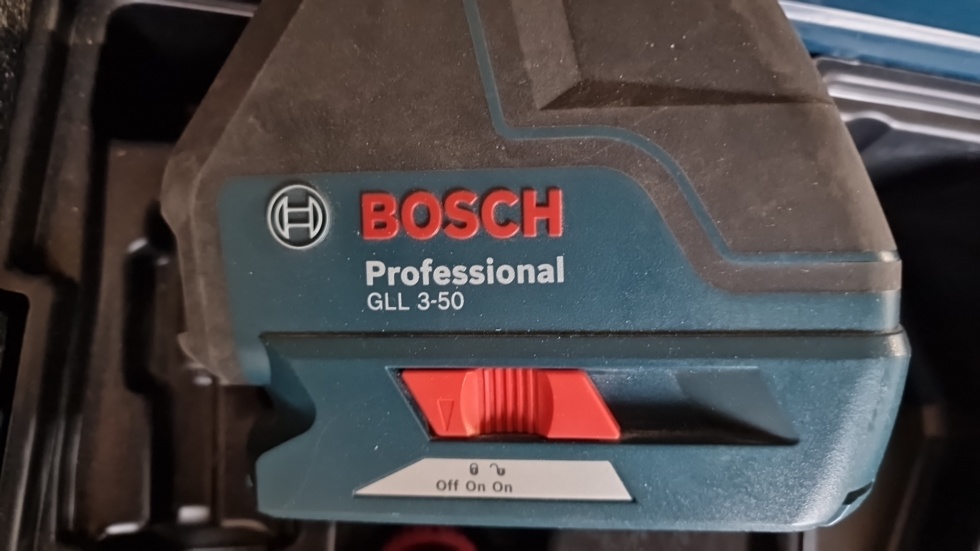 BOSCH
Professional
GLL 3-50
Off On On